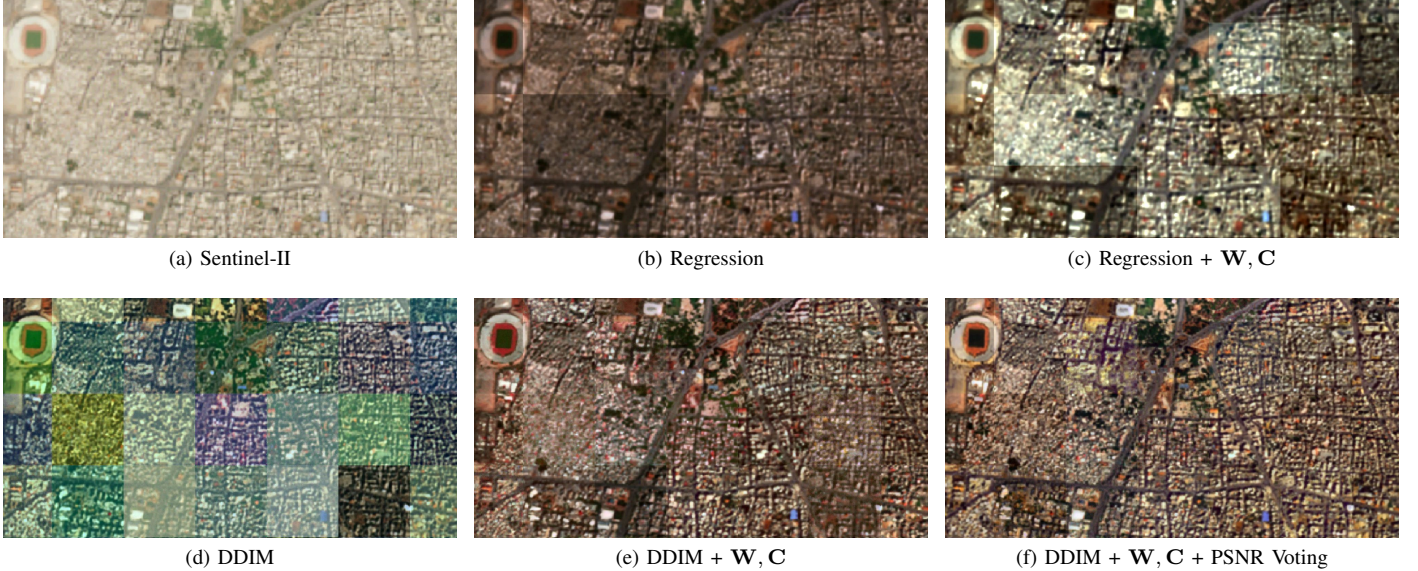 (a) Sentinel-II
(b) Regression
(c) Regression + W, C
(d) DDIM
(e) DDIM + W, C
(f) DDIM + W, C + PSNR Voting